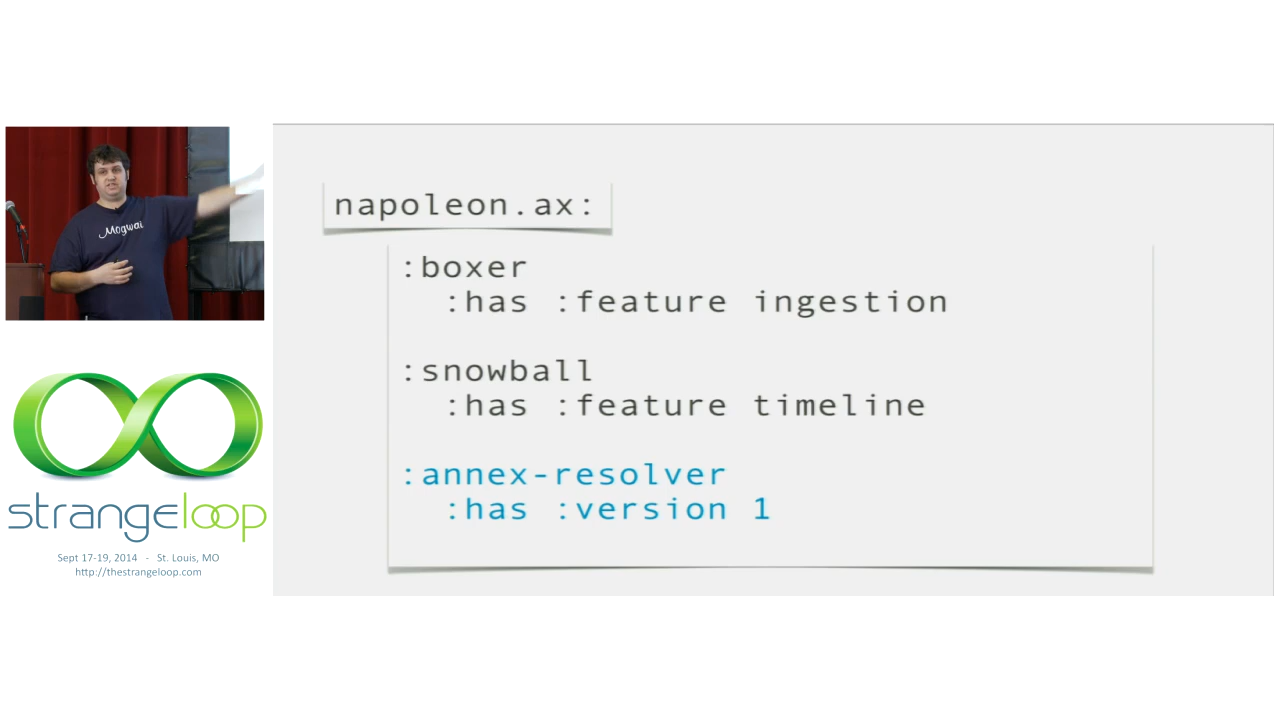 Mogwai
napoleon.ax:
:boxer
:has :feature ingestion
:snowball
:has :feature timeline
:annex-resolver
:has :version 1
strangeloop
Sept 17-19, 2014 - St. Louis, MO
http://thestrangeloop.com